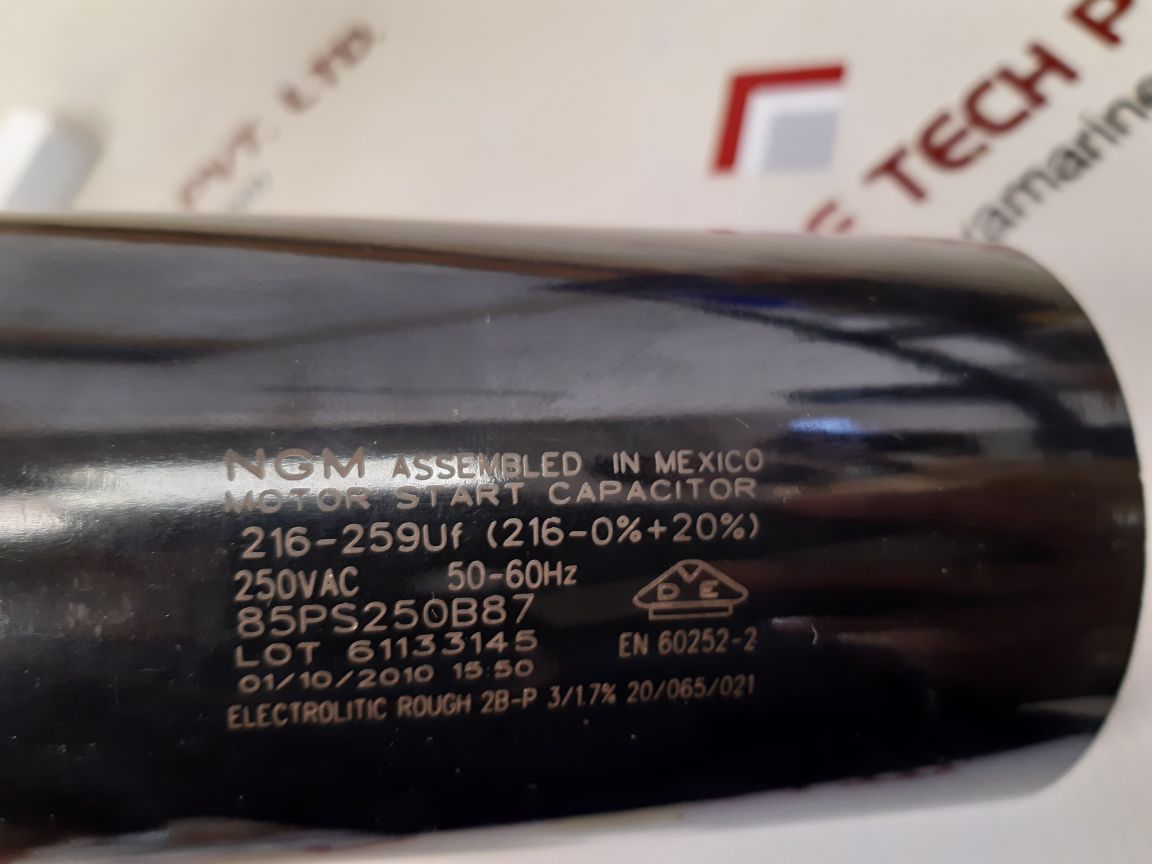 PVT. LTD.
TECH P
amarine
NGM ASSEMBLED IN MEXICO
MOTOR START CAPACITOR
216-259Uf (216-0%+20%)
250VAC 50-60Hz
VDE
85PS250B87
LOT 61133145
EN 60252-2
01/10/2010 15:50
ELECTROLITIC ROUGH 2B-P 3/1.7% 20/065/021